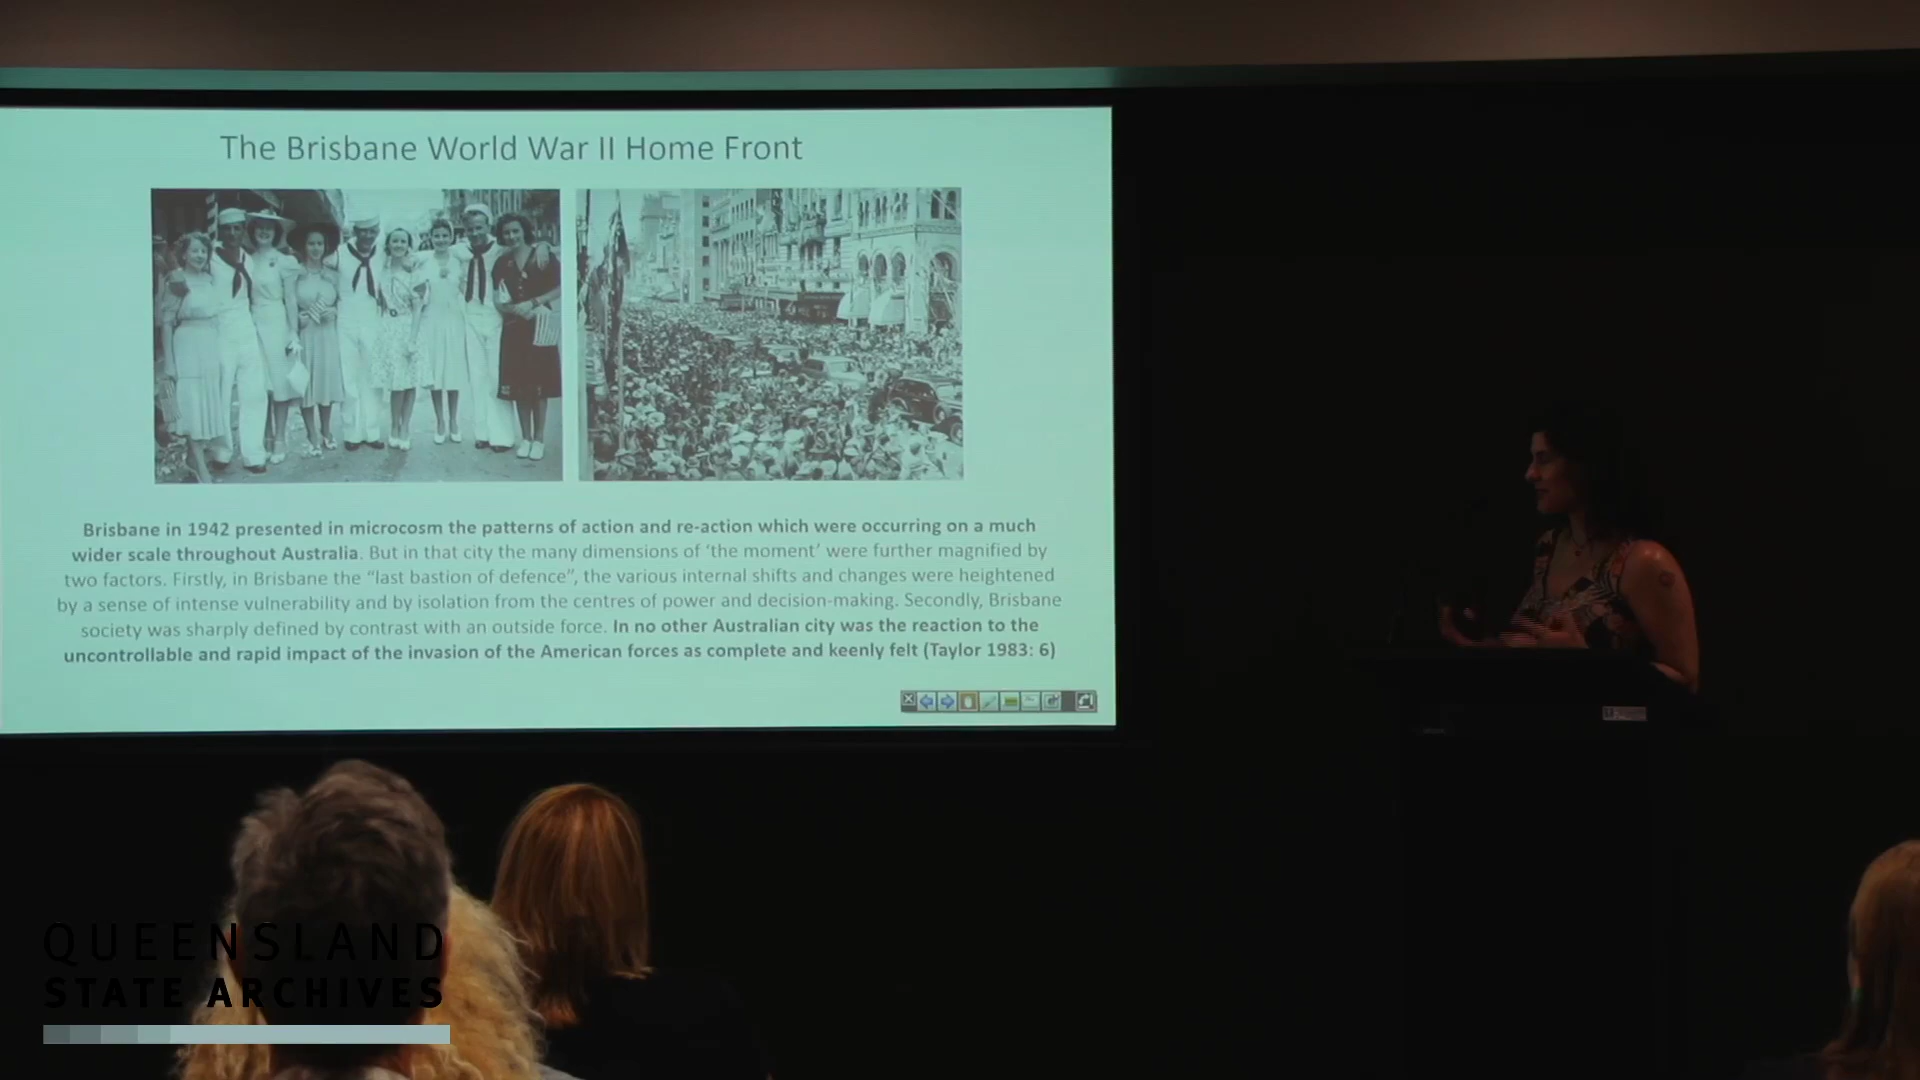 The Brisbane World War II Home Front
Brisbane in 1942 presented in microcosm the patterns of action and re-action which were occurring on a much
wider scale throughout Australia. But in that city the many dimensions of ‘the moment’ were further magnified by
two factors. Firstly, in Brisbane the “last bastion of defence”, the various internal shifts and changes were heightened
by a sense of intense vulnerability and by isolation from the centres of power and decision-making. Secondly, Brisbane
society was sharply defined by contrast with an outside force. In no other Australian city was the reaction to the
uncontrollable and rapid impact of the invasion of the American forces as complete and keenly felt (Taylor 1983: 6)
QUEENSLAND
STATE ARCHIVES